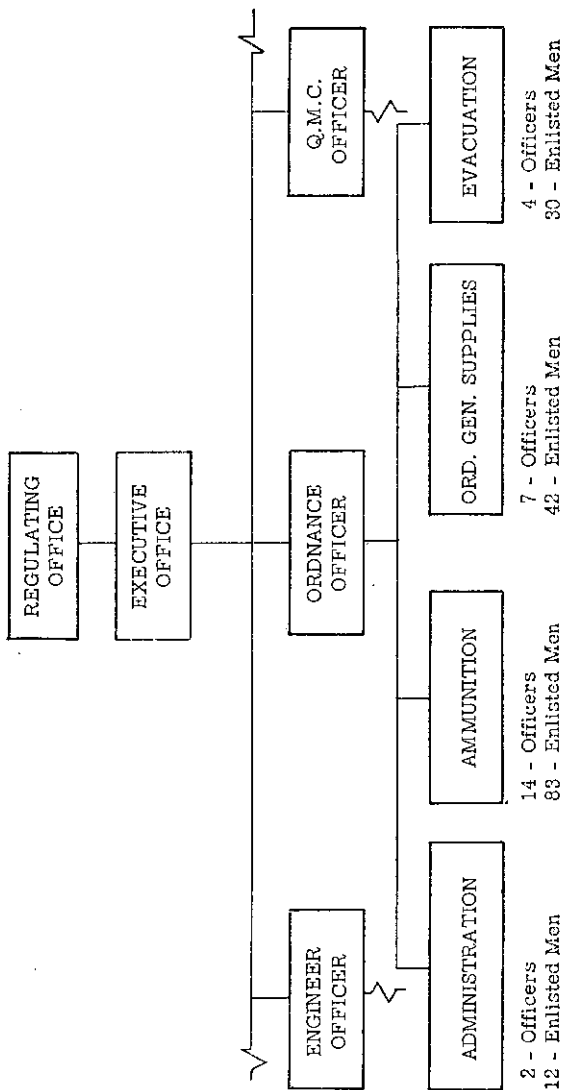 REGULATING
OFFICE
EXECUTIVE
OFFICE
ENGINEER
OFFICER
ORDNANCE
OFFICER
Q.M.C.
OFFICER
ADMINISTRATION
2 - Officers
12 - Enlisted Men
AMMUNITION
14 - Officers
83 - Enlisted Men
ORD. GEN. SUPPLIES
7 - Officers
42 - Enlisted Men
EVACUATION
4 - Officers
30 - Enlisted Men